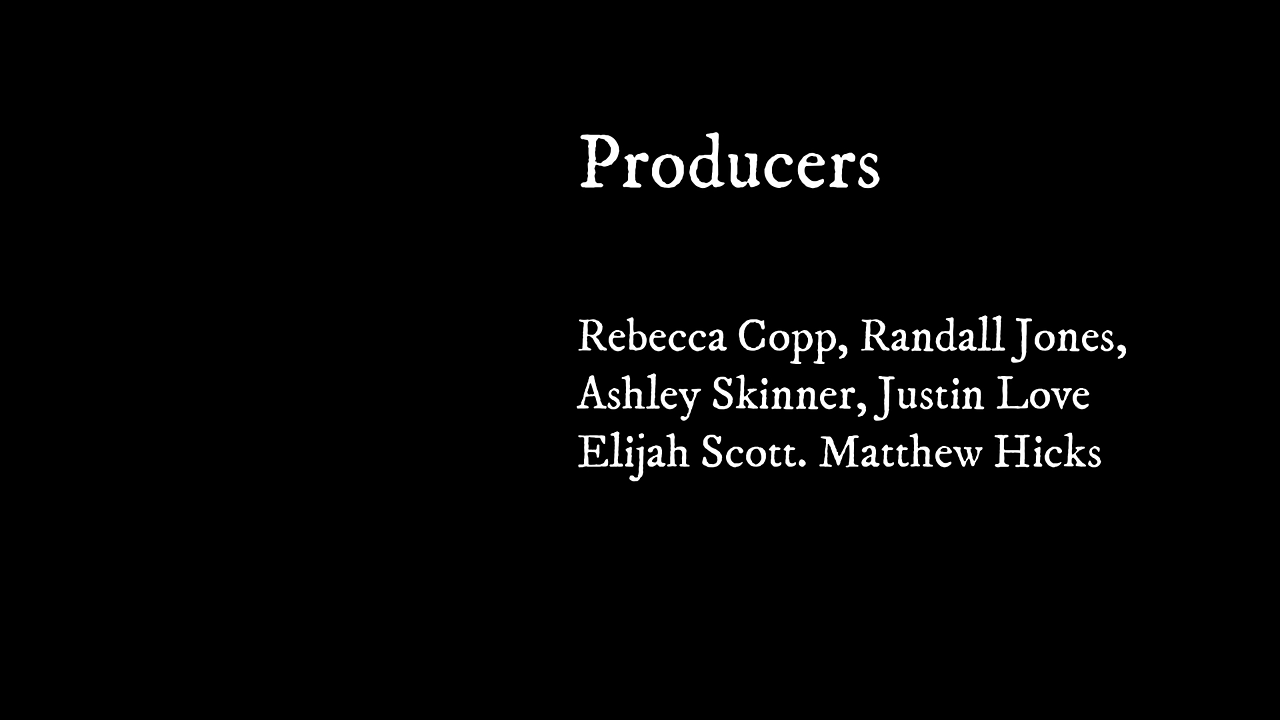 Producers
Rebecca Copp, Randall Jones,
Ashley Skinner, Justin Love
Elijah Scott. Matthew Hicks